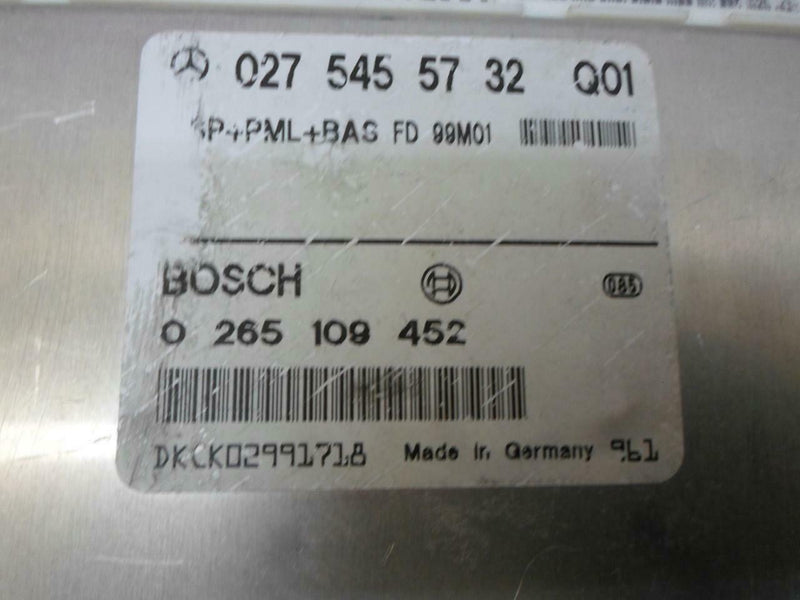 027 545 57 32 Q01
SP+PML+BAS FD 99M01
BOSCH
085
0 265 109 452
DKCK02991718 Made in Germany 961